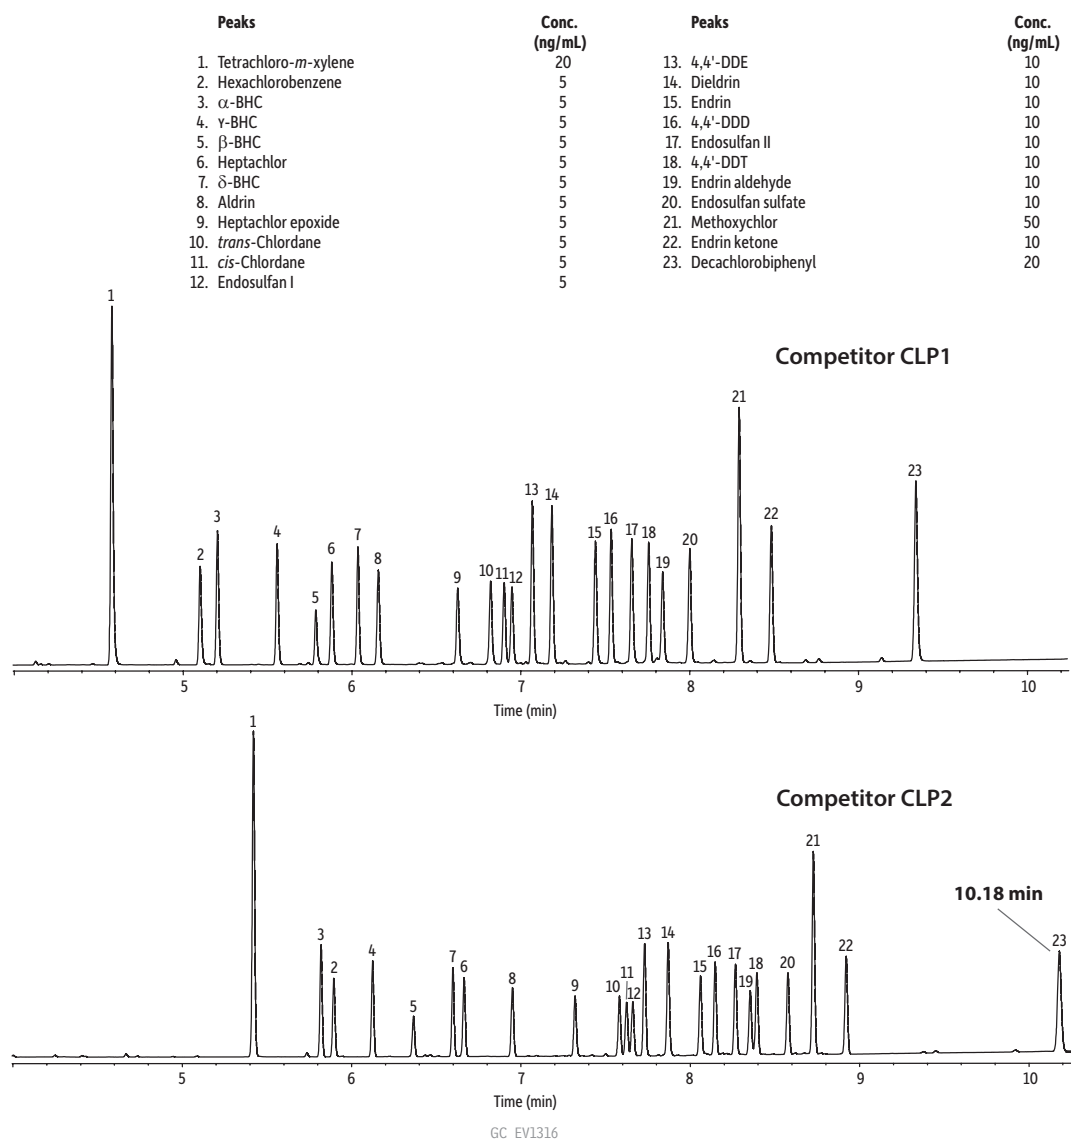 Peaks Conc. Peaks Conc.
(ng/mL) (ng/mL)
1. Tetrachloro-m-xylene 20 13. 4,4'-DDE 10
2. Hexachlorobenzene 5 14. Dieldrin 10
3. α-BHC 5 15. Endrin 10
4. γ-BHC 5 16. 4,4'-DDD 10
5. β-BHC 5 17. Endosulfan II 10
6. Heptachlor 5 18. 4,4'-DDT 10
7. δ-BHC 5 19. Endrin aldehyde 10
8. Aldrin 5 20. Endosulfan sulfate 10
9. Heptachlor epoxide 5 21. Methoxychlor 50
10. trans-Chlordane 5 22. Endrin ketone 10
11. cis-Chlordane 5 23. Decachlorobiphenyl 20
12. Endosulfan I 5
Competitor CLP1
1 2 3 4 5 6 7 8 9 10 11 12 13 14 15 16 17 18 19 20 21 22 23
5 6 7 8 9 10
Time (min)
Competitor CLP2
10.18 min
1 3 2 4 5 7 6 8 9 10 11 12 13 14 15 16 17 19 18 20 21 22 23
5 6 7 8 9 10
Time (min)
GC_EV1316